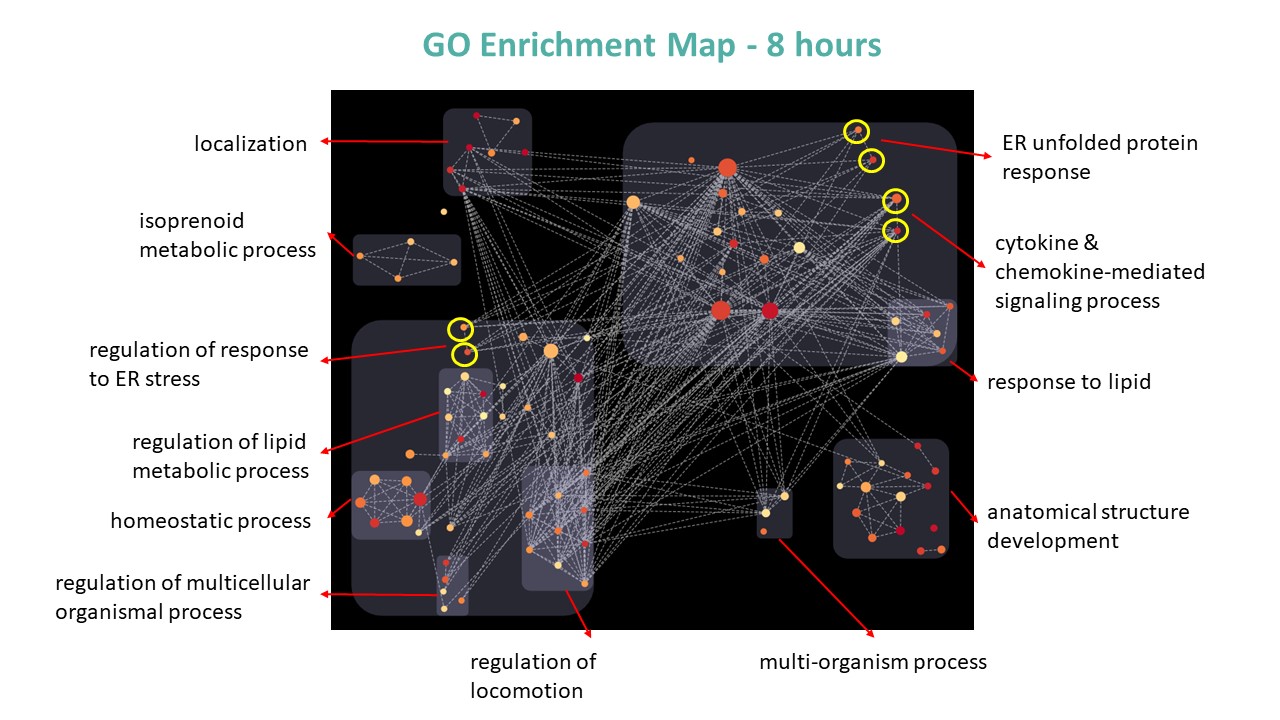 GO Enrichment Map - 8 hours
localization
isoprenoid
metabolic process
regulation of response
to ER stress
regulation of lipid
metabolic process
homeostatic process
regulation of multicellular
organismal process
regulation of
locomotion
multi-organism process
ER unfolded protein
response
cytokine &
chemokine-mediated
signaling process
response to lipid
anatomical structure
development